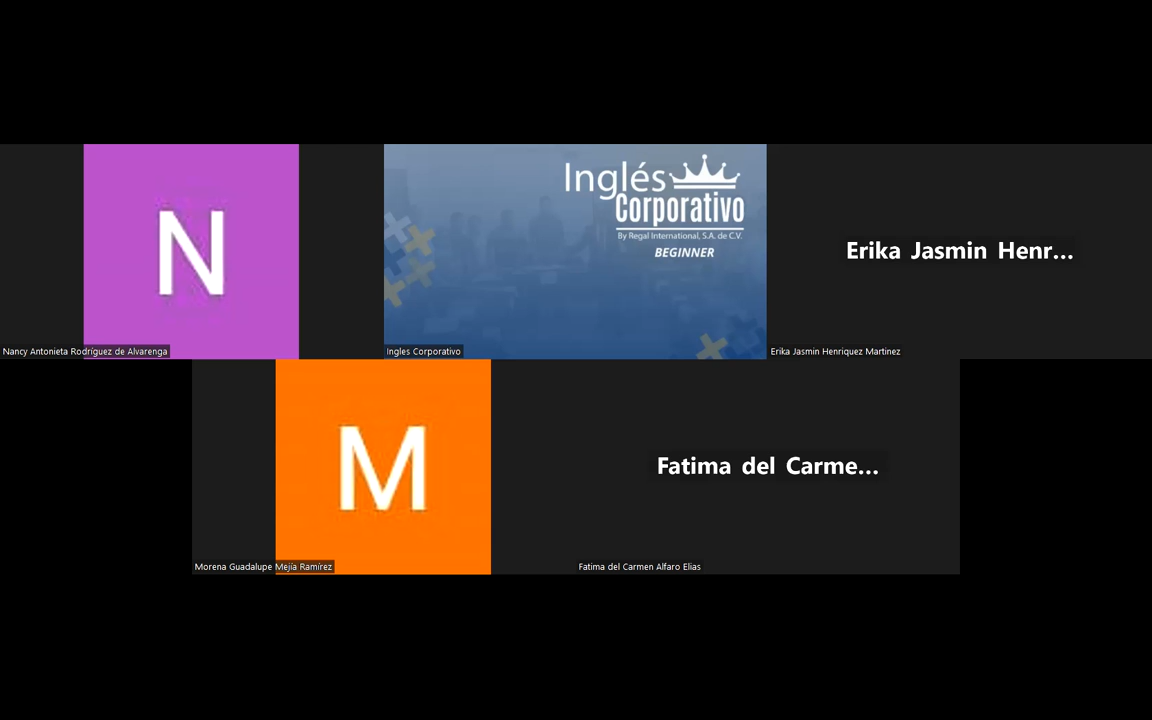 N
Nancy Antonieta Rodríguez de Alvarenga
Inglés
Corporativo
By Regal International, S.A. de C.V.
BEGINNER
Ingles Corporativo
Erika Jasmin Henr...
Erika Jasmin Henriquez Martinez
M
Morena Guadalupe Mejía Ramírez
Fatima del Carme...
Fatima del Carmen Alfaro Elias